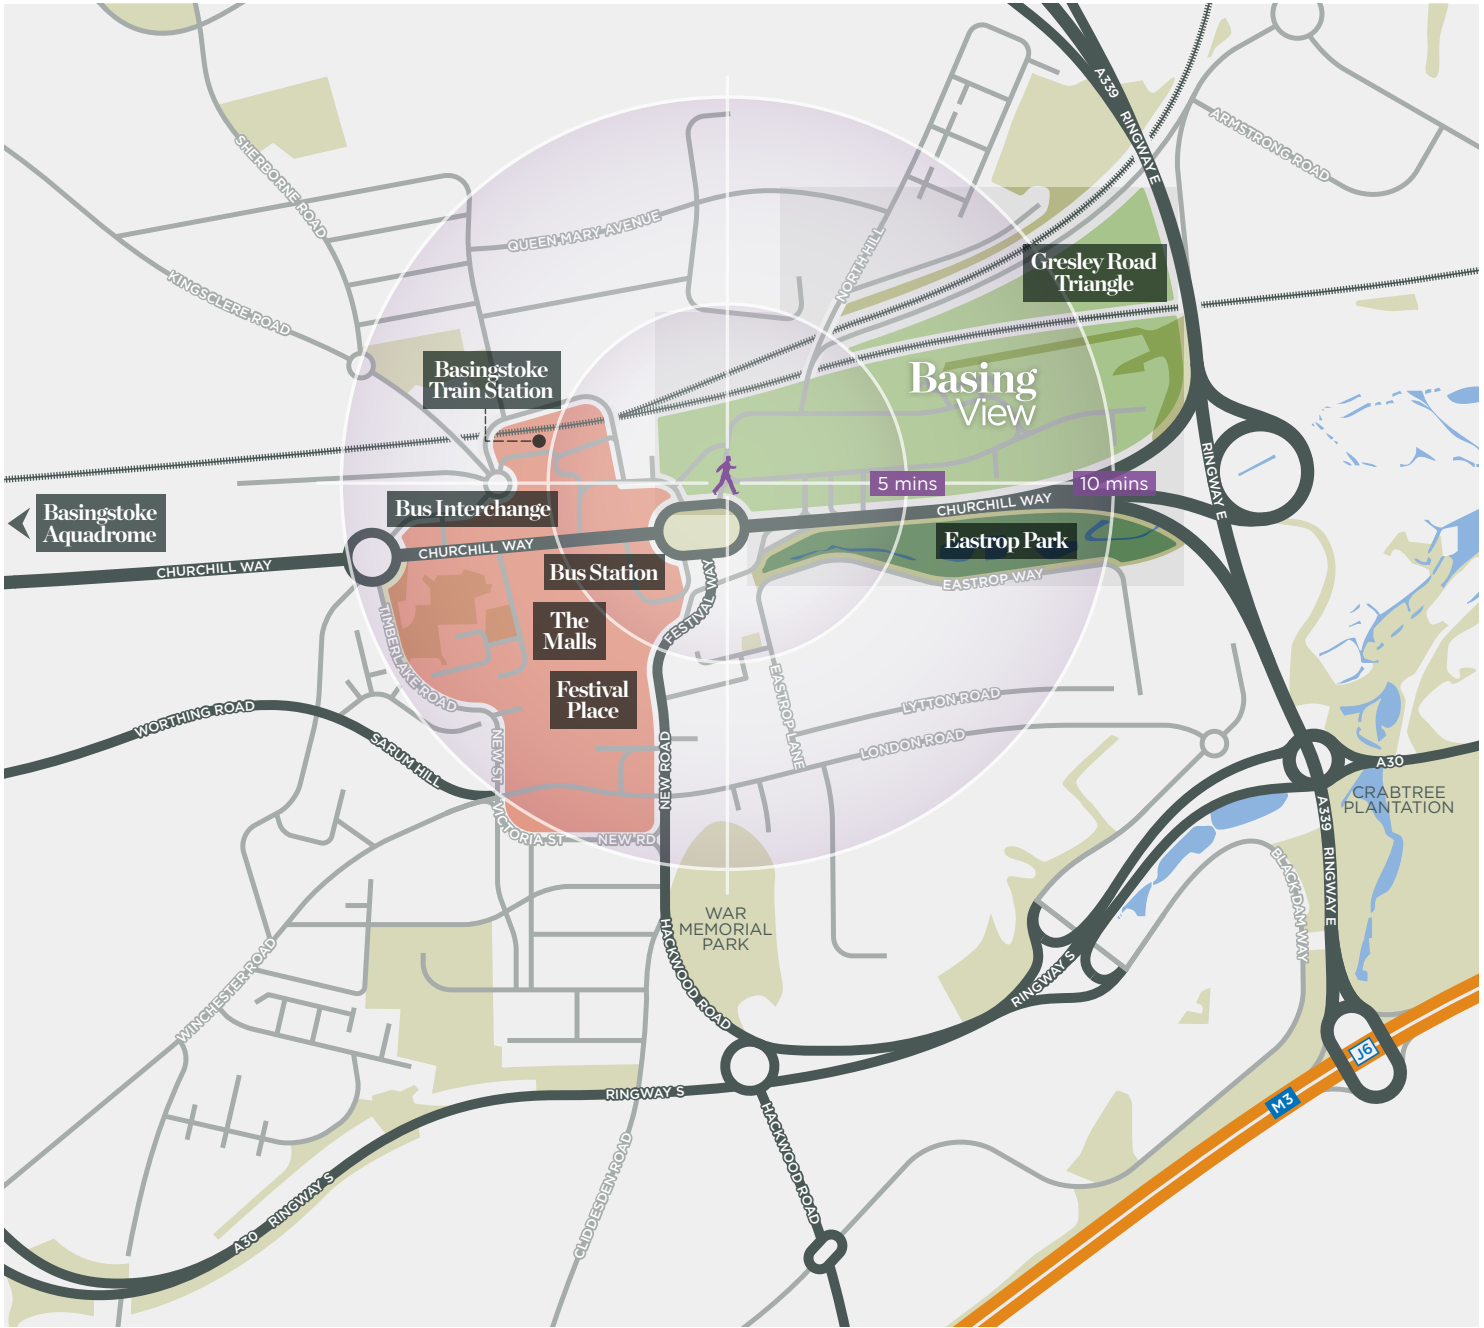 A339
RINGWAY E
ARMSTRONG ROAD
SHERBORNE ROAD
QUEEN MARY AVENUE
NORTH HILL
KINGSCLERE ROAD
Gresley Road
Triangle
Basingstoke
Train Station
Basing
View
RINGWAY E
5 mins
10 mins
Basingstoke
Aquadrome
Bus Interchange
CHURCHILL WAY
CHURCHILL WAY
CHURCHILL WAY
Eastrop Park
EASTROP WAY
Bus Station
FESTIVAL WAY
The
Malls
TIMBERLAKE ROAD
Festival
Place
EASTROP LANE
LYTTON ROAD
LONDON ROAD
WORTHING ROAD
SARUM HILL
NEW ST
NEW ROAD
A30
CRABTREE
PLANTATION
A339
RINGWAY E
VICTORIA ST
NEW RD
BLACK DAM WAY
WAR
MEMORIAL
PARK
HACKWOOD ROAD
WINCHESTER ROAD
RINGWAY S
J6
M3
RINGWAY S
HACKWOOD ROAD
CLIDDESDEN ROAD
A30
RINGWAY S